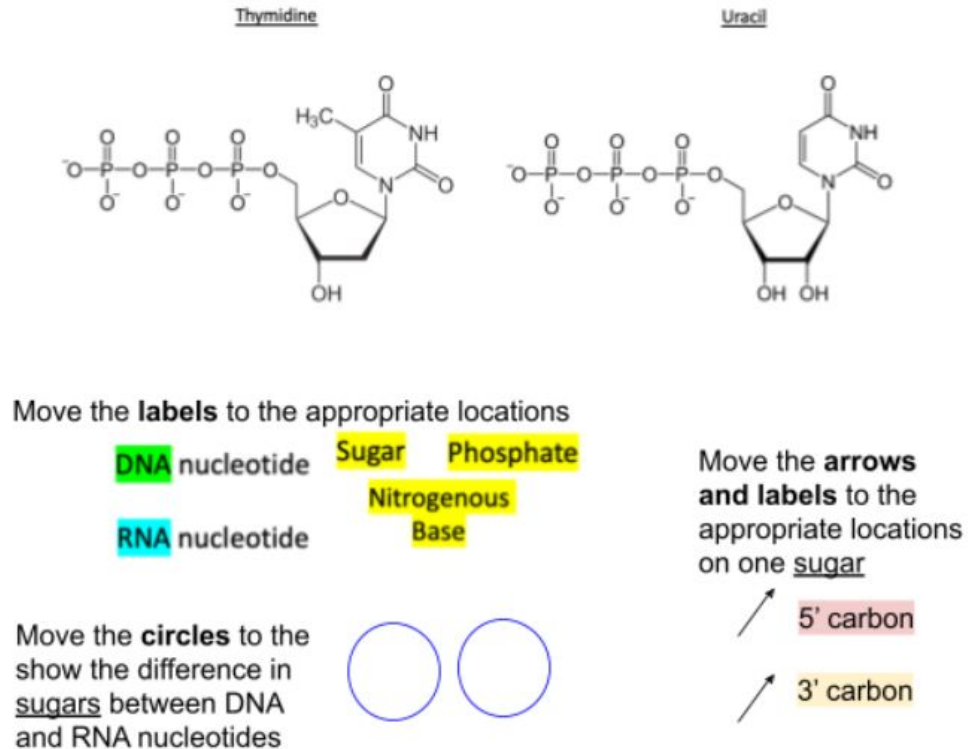 Thymidine
Uracil
O
H₃C
NH
O O O
⁻O-P-O-P-O-P-O
O⁻ O⁻ O⁻
N
O
O
OH
O
NH
O O O
⁻O-P-O-P-O-P-O
O⁻ O⁻ O⁻
N
O
O
OH OH
Move the labels to the appropriate locations
DNA nucleotide
Sugar
Phosphate
Nitrogenous
Base
RNA nucleotide
Move the arrows
and labels to the
appropriate locations
on one sugar
5' carbon
3' carbon
Move the circles to the
show the difference in
sugars between DNA
and RNA nucleotides